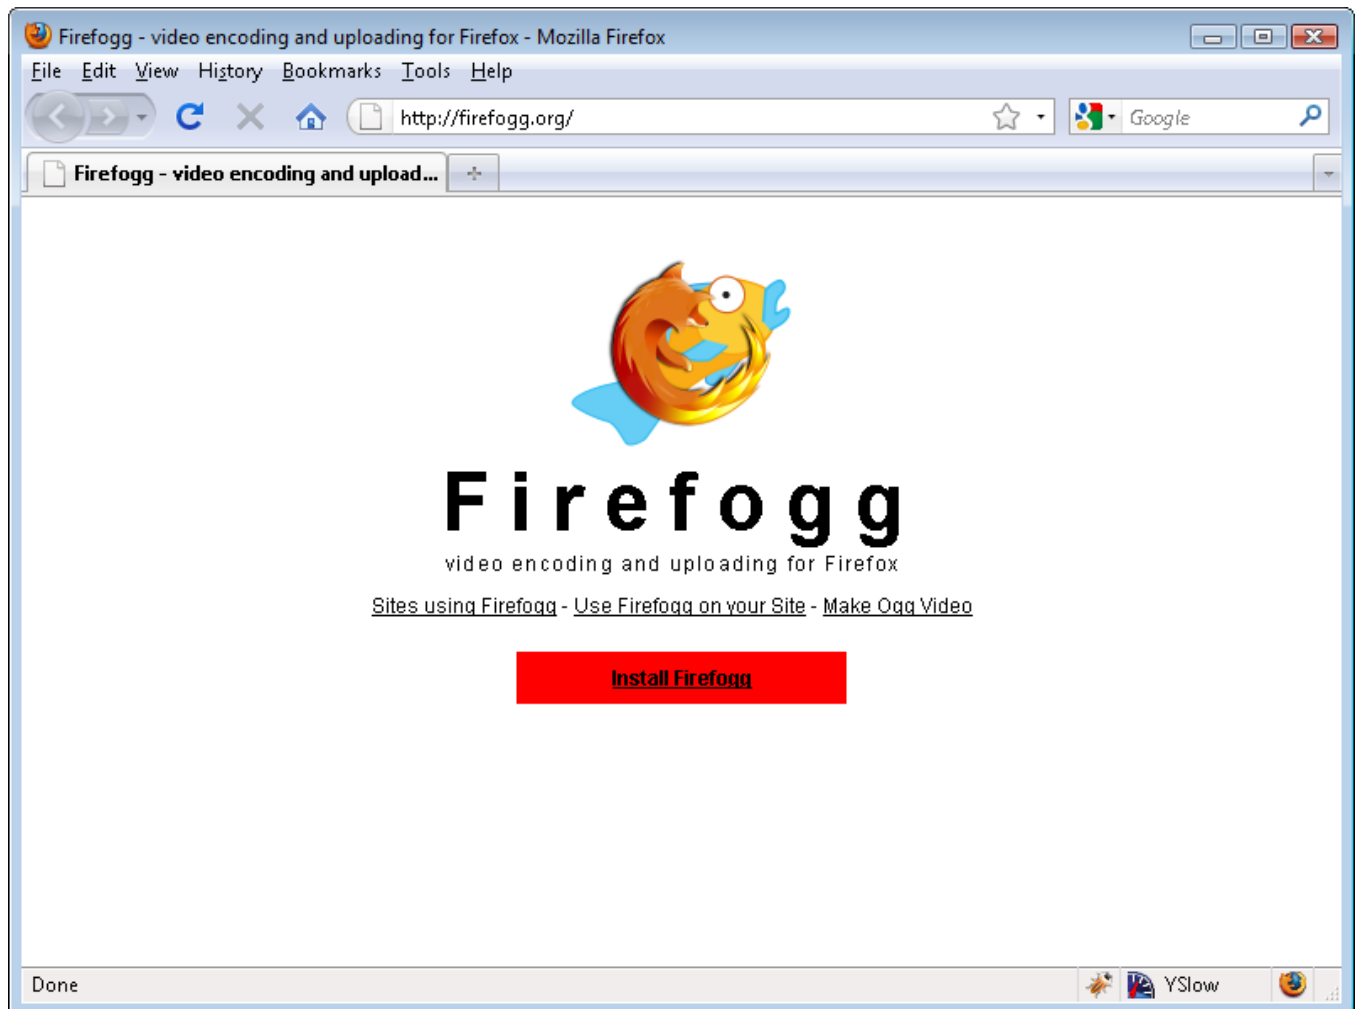 Firefogg - video encoding and uploading for Firefox - Mozilla Firefox
File Edit View History Bookmarks Tools Help
http://firefogg.org/ Google
Firefogg - video encoding and upload...
Firefogg
video encoding and uploading for Firefox
Sites using Firefogg - Use Firefogg on your Site - Make Ogg Video
Install Firefogg
Done YSlow